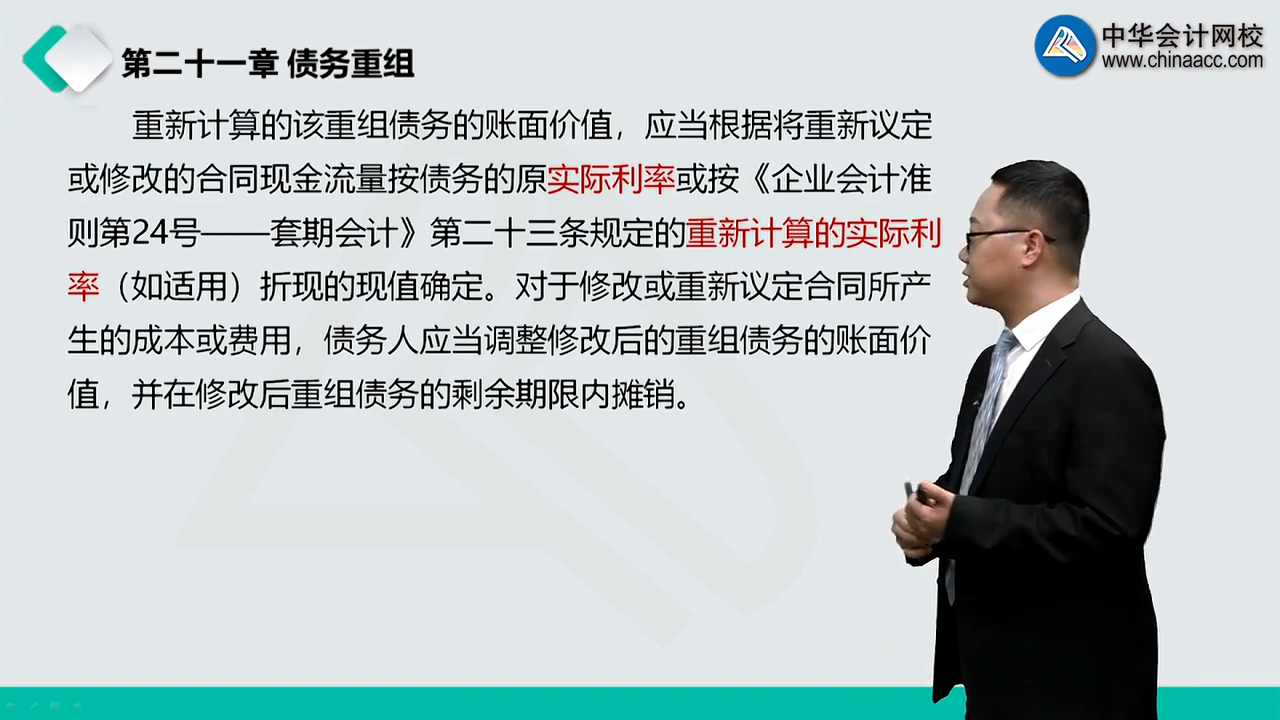 第二十一章 债务重组
中华会计网校
www.chinaacc.com
重新计算的该重组债务的账面价值，应当根据将重新议定
或修改的合同现金流量按债务的原实际利率或按《企业会计准
则第24号——套期会计》第二十三条规定的重新计算的实际利
率（如适用）折现的现值确定。对于修改或重新议定合同所产
生的成本或费用，债务人应当调整修改后的重组债务的账面价
值，并在修改后重组债务的剩余期限内摊销。